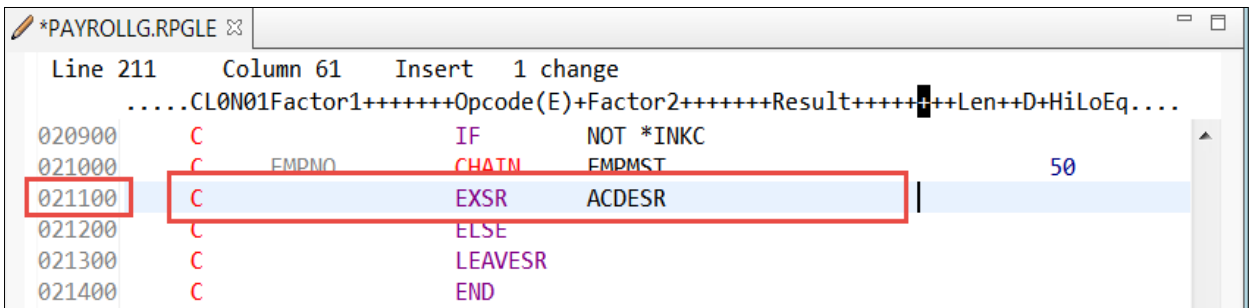 *PAYROLLG.RPGLE
Line 211 Column 61 Insert 1 change
.....CL0N01Factor1+++++++Opcode(E)+Factor2+++++++Result++++++++Len++D+HiLoEq....
020900 C IF NOT *INKC
021000 C EMPNO CHAIN EMPMST 50
021100 C EXSR ACDESR
021200 C ELSE
021300 C LEAVESR
021400 C END